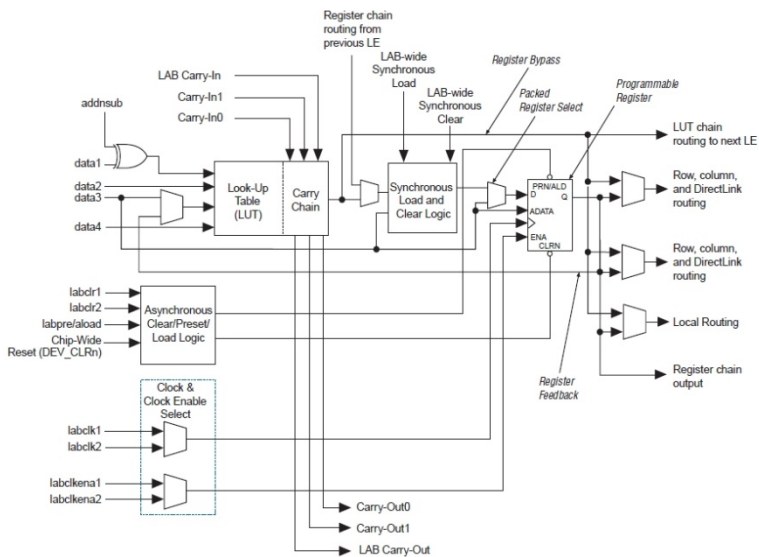 Register chain
routing from
previous LE
LAB-wide
Synchronous
Load
Register Bypass
LAB-wide
Synchronous
Clear
Packed
Register Select
Programmable
Register
LAB Carry-In
Carry-In1
Carry-In0
addnsub
data1
data2
data3
data4
Look-Up
Table
(LUT)
Carry
Chain
Synchronous
Load and
Clear Logic
PRN/ALD
D
Q
ADATA
ENA
CLRN
LUT chain
routing to next LE
Row, column,
and DirectLink
routing
Row, column,
and DirectLink
routing
Local Routing
Register chain
output
Register
Feedback
labclr1
labclr2
labpre/aload
Chip-Wide
Reset (DEV_CLRn)
Asynchronous
Clear/Preset/
Load Logic
Clock &
Clock Enable
Select
labclk1
labclk2
labclkena1
labclkena2
Carry-Out0
Carry-Out1
LAB Carry-Out